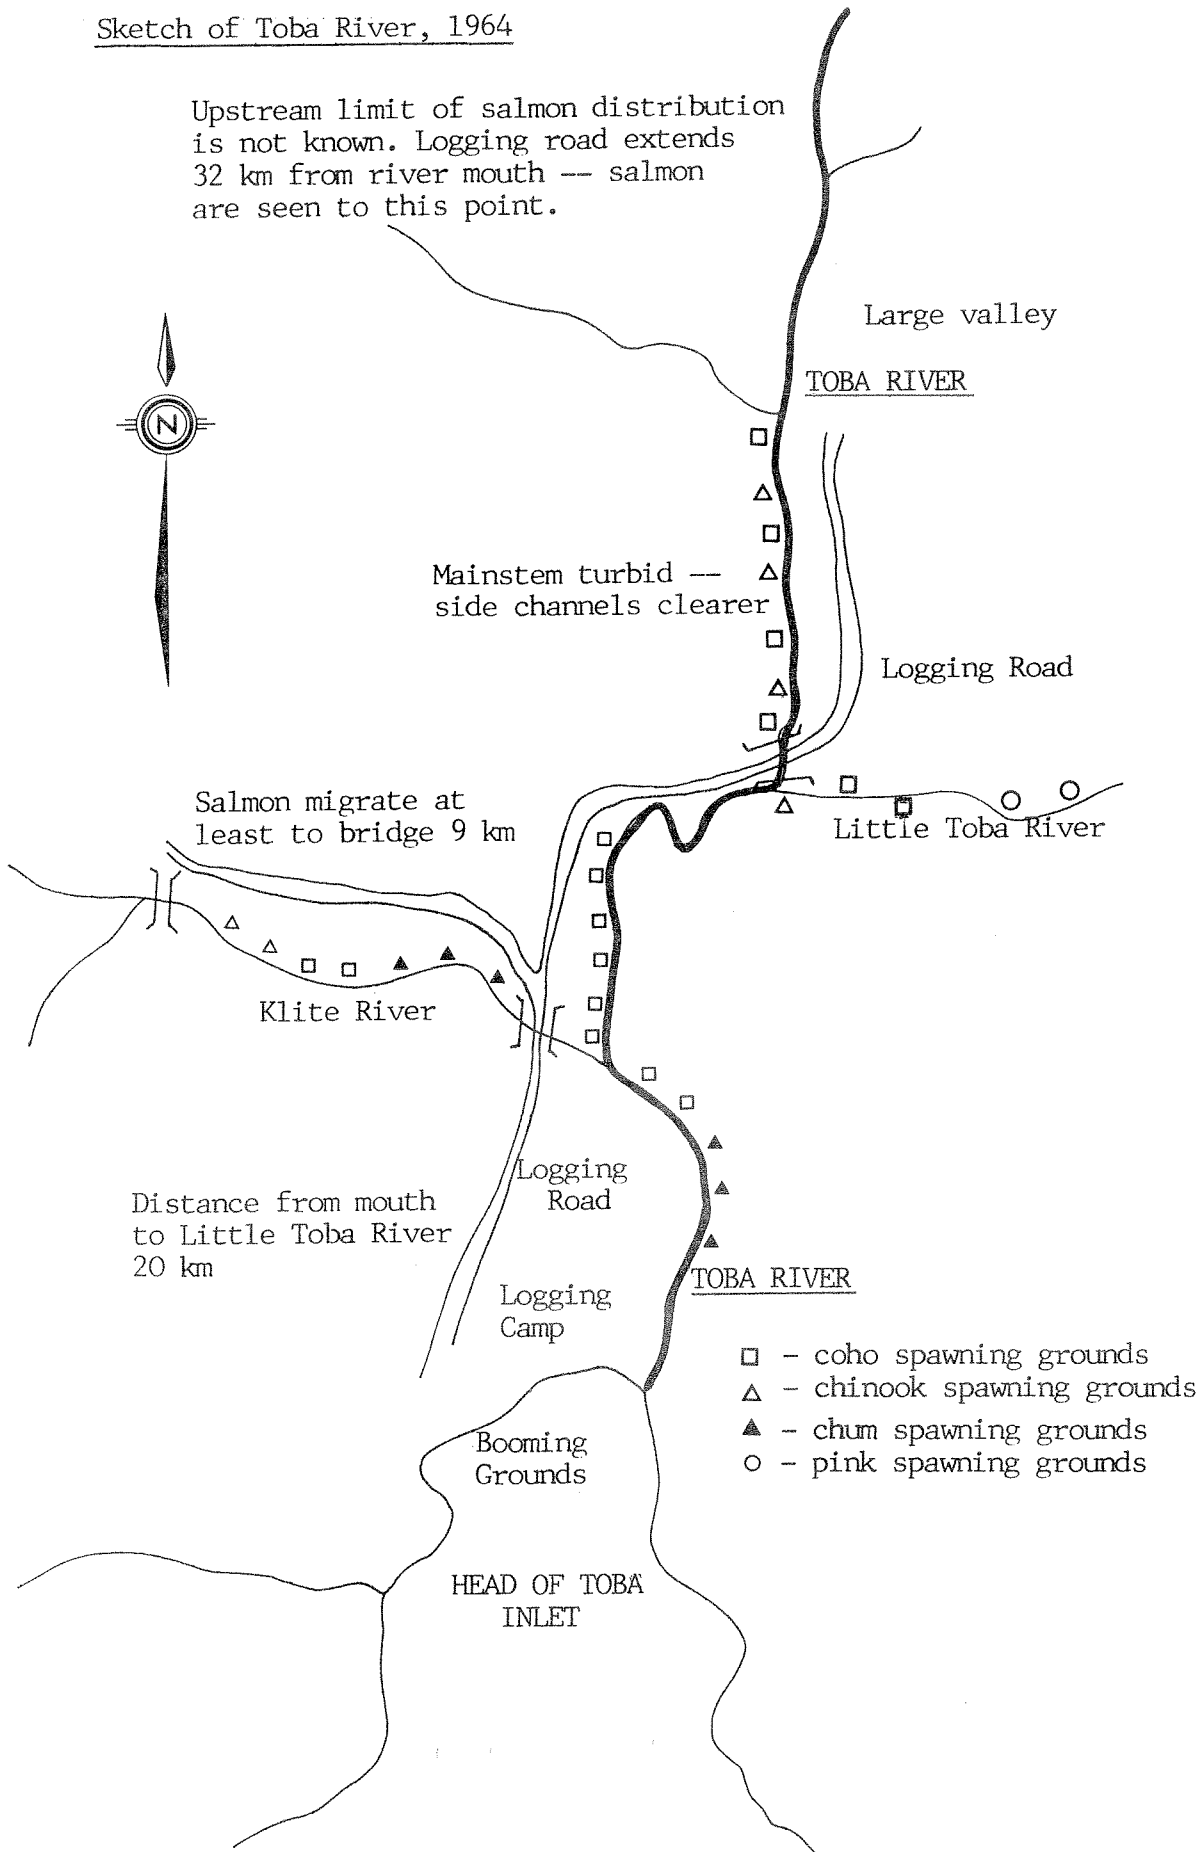 Sketch of Toba River, 1964
Upstream limit of salmon distribution
is not known. Logging road extends
32 km from river mouth -- salmon
are seen to this point.
Large valley
TOBA RIVER
N
Mainstem turbid --
side channels clearer
Logging Road
Salmon migrate at
least to bridge 9 km
Little Toba River
Klite River
Logging
Road
Distance from mouth
to Little Toba River
20 km
TOBA RIVER
Logging
Camp
- coho spawning grounds
- chinook spawning grounds
- chum spawning grounds
- pink spawning grounds
Booming
Grounds
HEAD OF TOBA
INLET